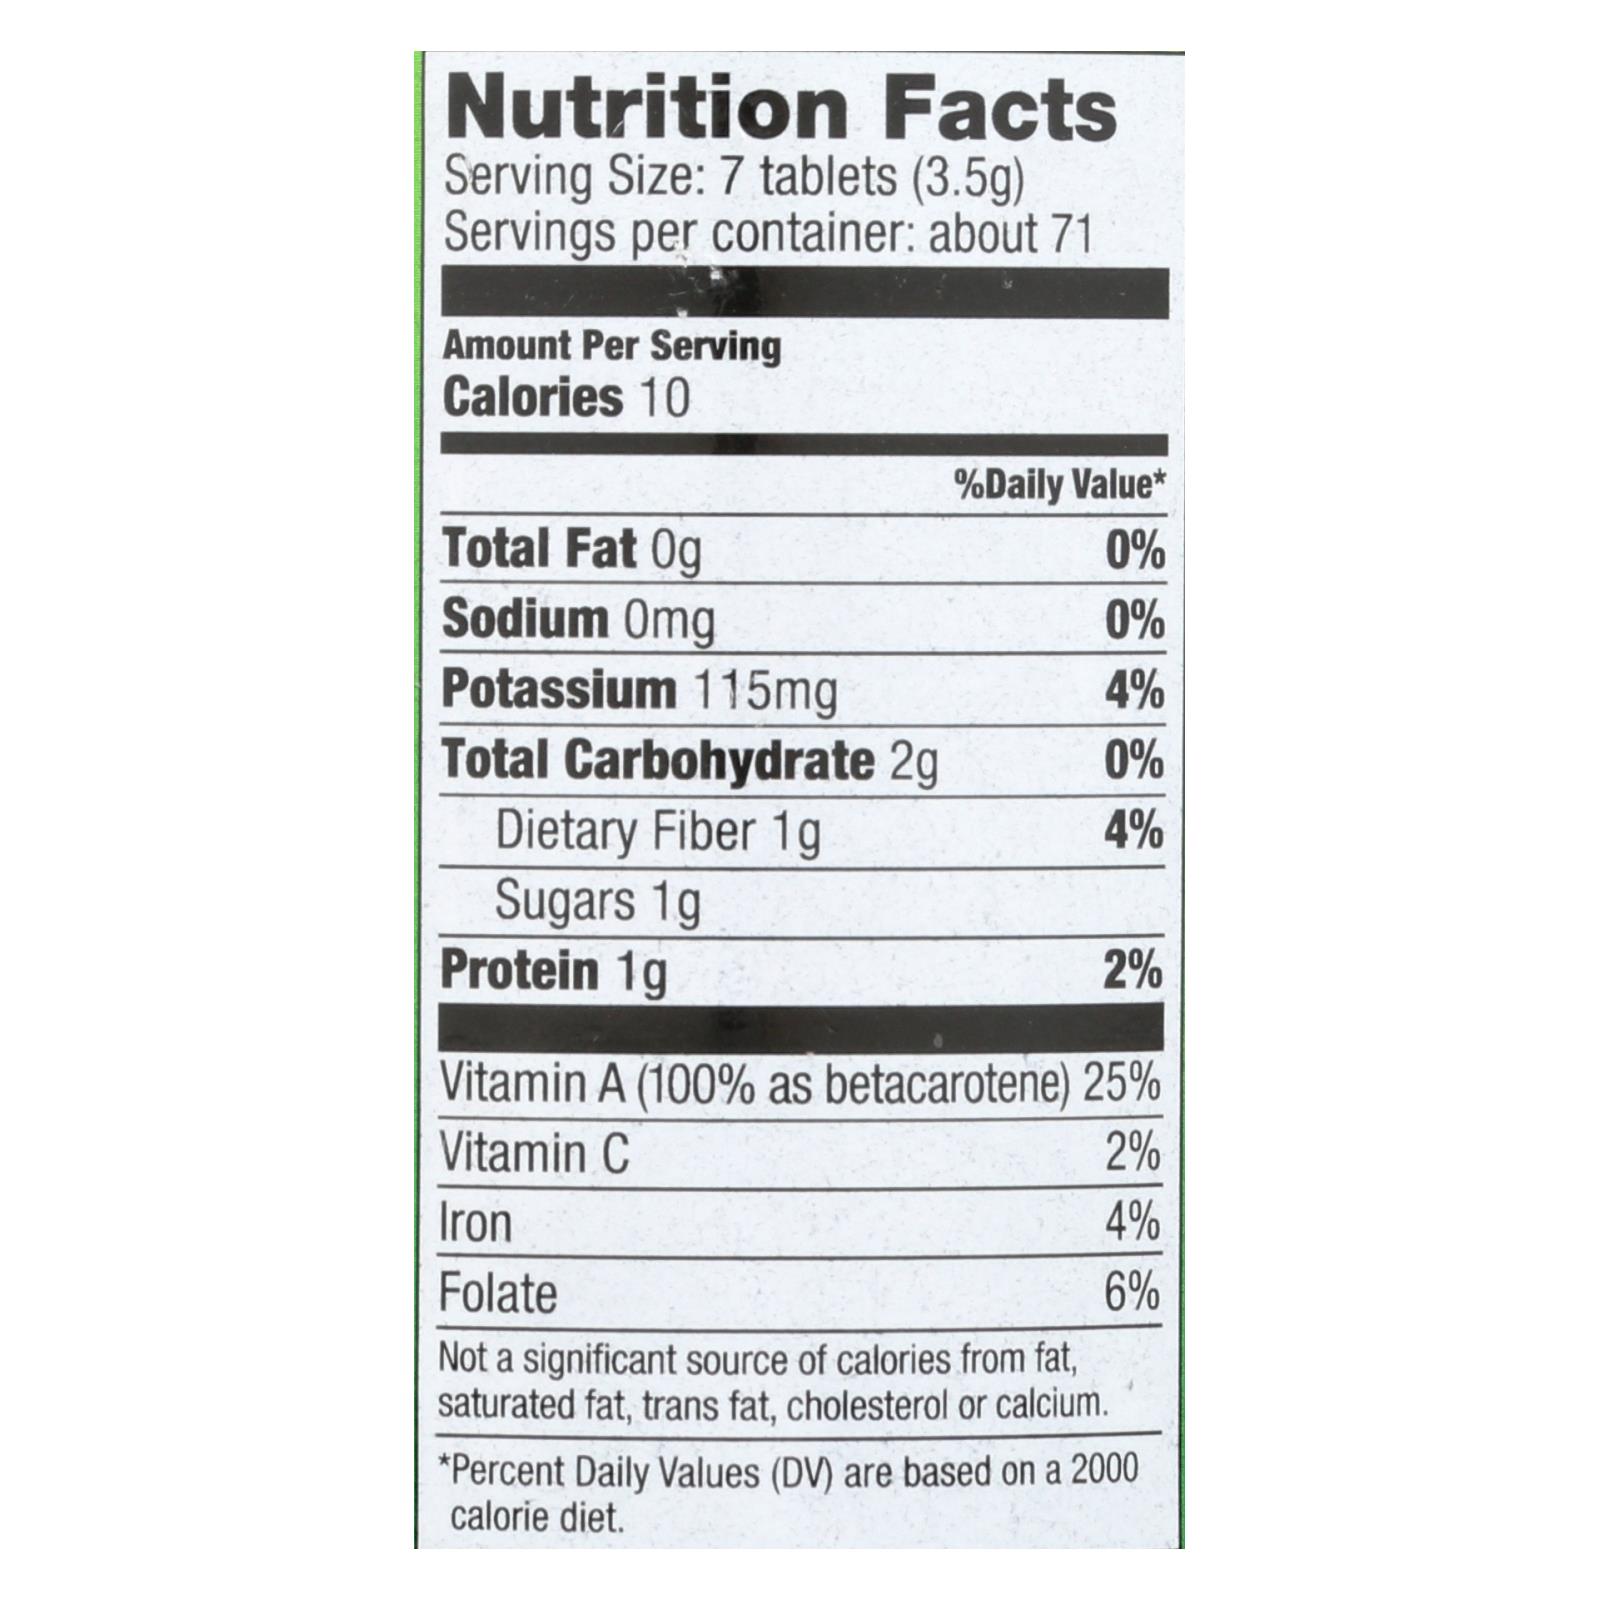 Nutrition Facts
Serving Size: 7 tablets (3.5g)
Servings per container: about 71
Amount Per Serving
Calories 10
%Daily Value*
Total Fat 0g 0%
Sodium 0mg 0%
Potassium 115mg 4%
Total Carbohydrate 2g 0%
Dietary Fiber 1g 4%
Sugars 1g
Protein 1g 2%
Vitamin A (100% as betacarotene) 25%
Vitamin C 2%
Iron 4%
Folate 6%
Not a significant source of calories from fat,
saturated fat, trans fat, cholesterol or calcium.
*Percent Daily Values (DV) are based on a 2000
calorie diet.